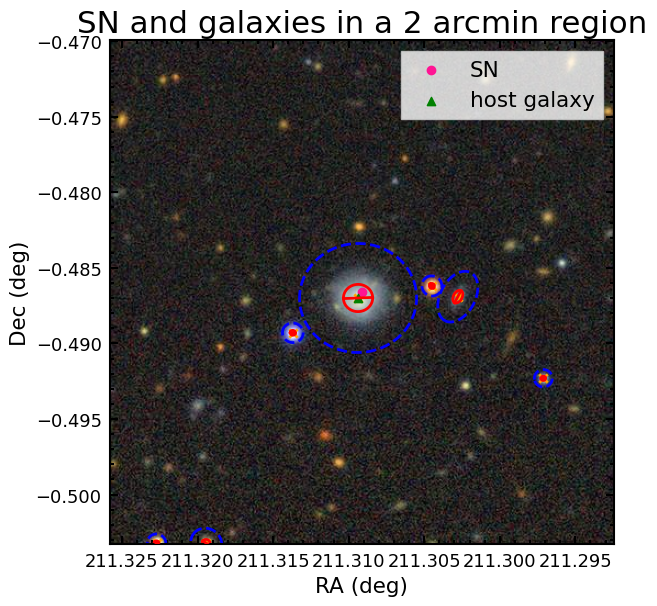 SN and galaxies in a 2 arcmin region
SN
host galaxy
−0.470
−0.475
−0.480
−0.485
−0.490
−0.495
−0.500
Dec (deg)
211.325 211.320 211.315 211.310 211.305 211.300 211.295
RA (deg)